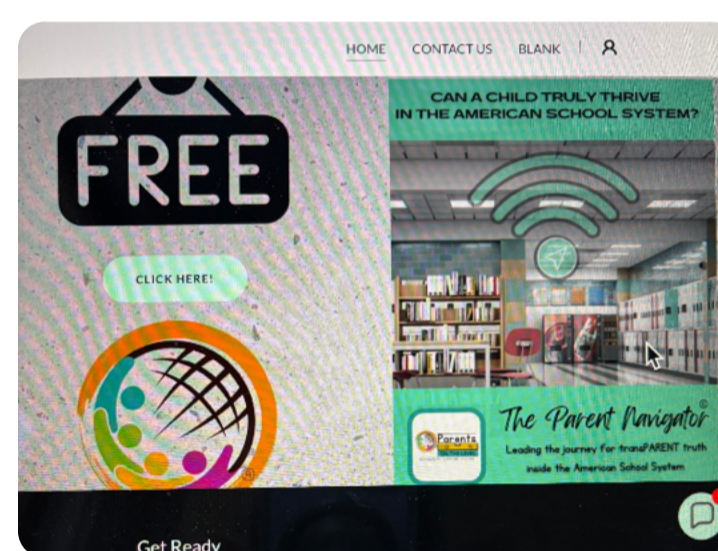 HOME
CONTACT US
BLANK
FREE
CLICK HERE!
CAN A CHILD TRULY THRIVE
IN THE AMERICAN SCHOOL SYSTEM?
The Parent Navigator©
Parents
Leading the journey for transPARENT truth
inside the American School System
Get Ready